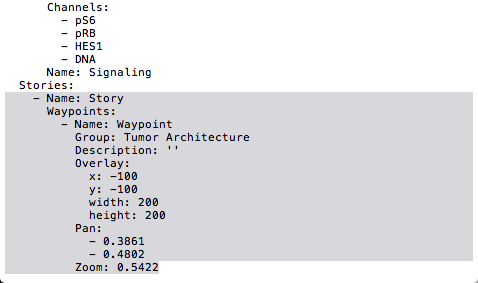 Channels:
- pS6
- pRB
- HES1
- DNA
Name: Signaling
Stories:
- Name: Story
Waypoints:
- Name: Waypoint
Group: Tumor Architecture
Description: ''
Overlay:
x: -100
y: -100
width: 200
height: 200
Pan:
- 0.3861
- 0.4802
Zoom: 0.5422